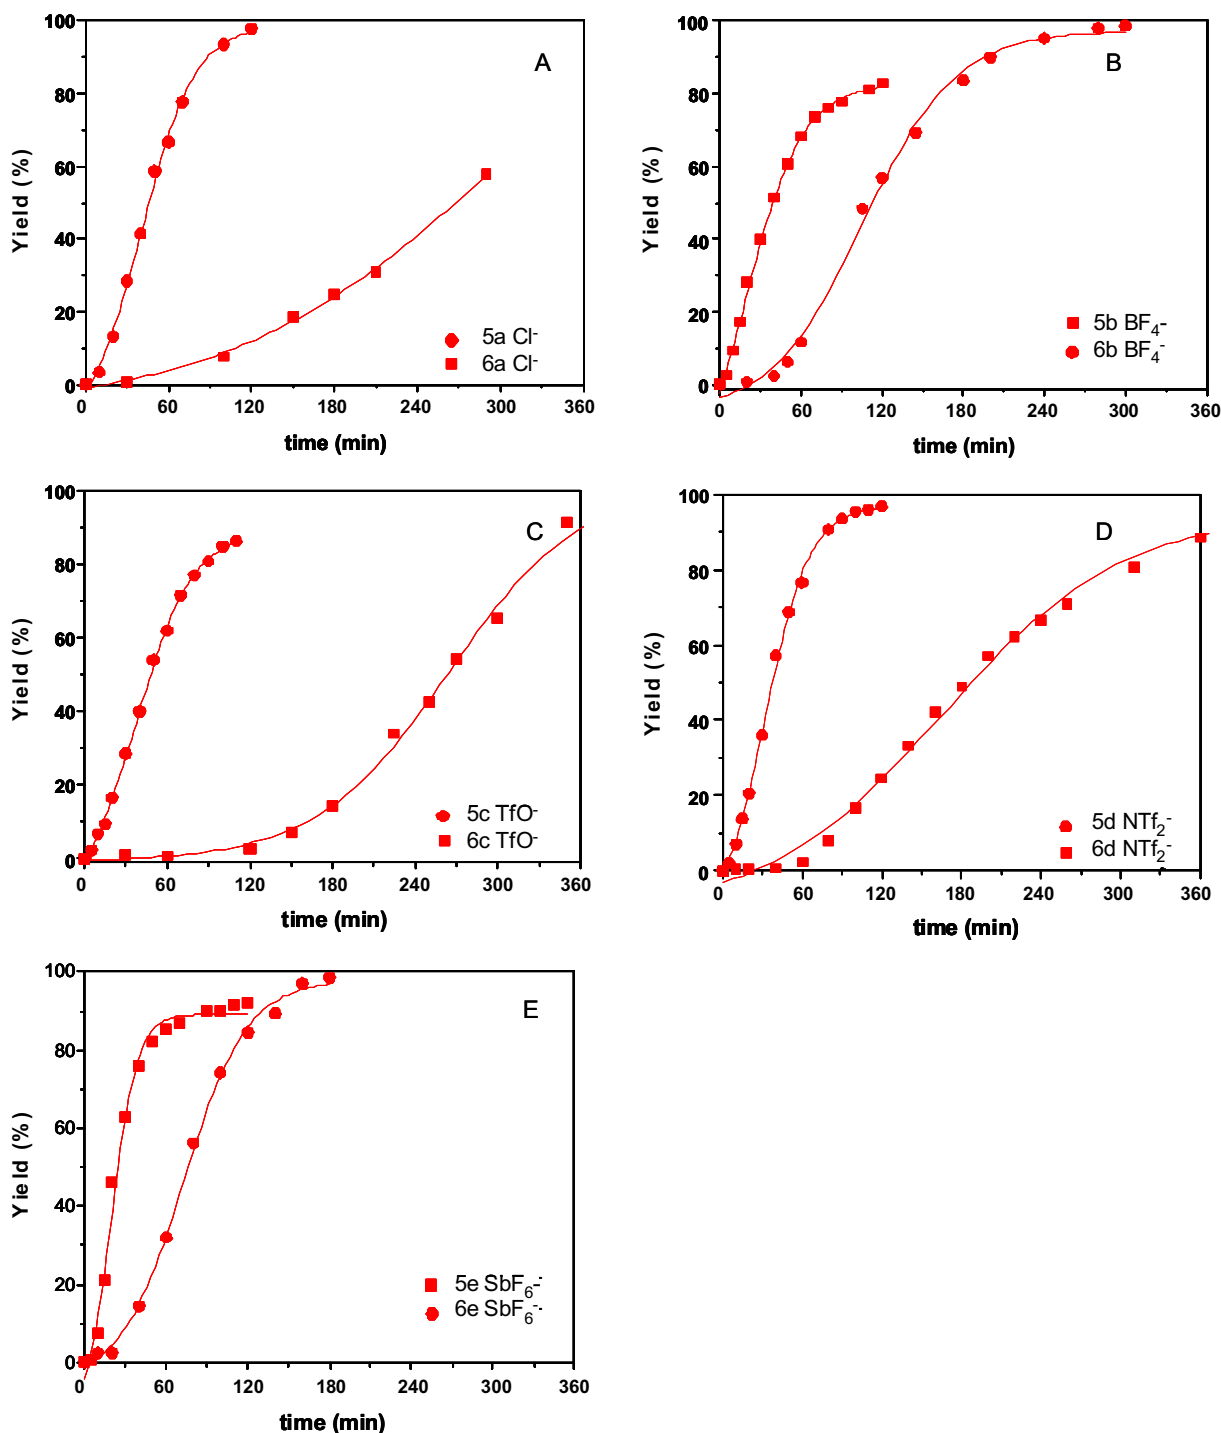 A
100
80
60
40
20
0
Yield (%)
5a Cl-
6a Cl-
0 60 120 180 240 300 360
time (min)
B
100
80
60
40
20
0
Yield (%)
5b BF4-
6b BF4-
0 60 120 180 240 300 360
time (min)
C
100
80
60
40
20
0
Yield (%)
5c TfO-
6c TfO-
0 60 120 180 240 300 360
time (min)
D
100
80
60
40
20
0
Yield (%)
5d NTf2-
6d NTf2-
0 60 120 180 240 300 360
time (min)
E
100
80
60
40
20
0
Yield (%)
5e SbF6-
6e SbF6-
0 60 120 180 240 300 360
time (min)